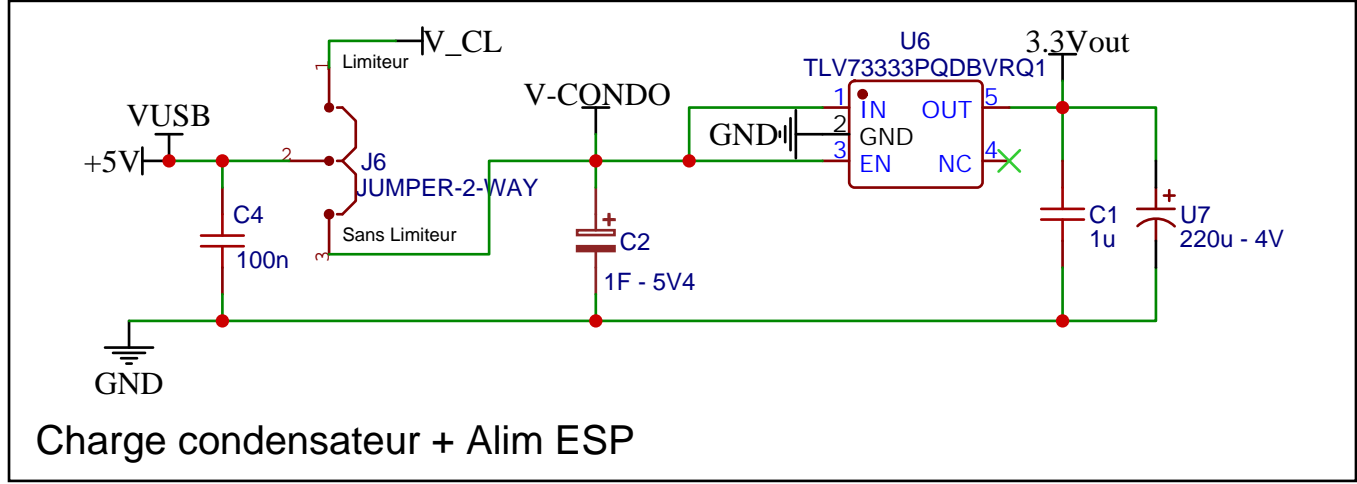 V_CL
1
Limiteur
VUSB
+5V
2
J6
JUMPER-2-WAY
Sans Limiteur
3
C4
100n
GND
V-CONDO
C2
1F - 5V4
U6
TLV73333PQDBVRQ1
1
IN
OUT
5
GND
2
GND
3
EN
NC
4
3.3Vout
C1
1u
U7
220u - 4V
Charge condensateur + Alim ESP